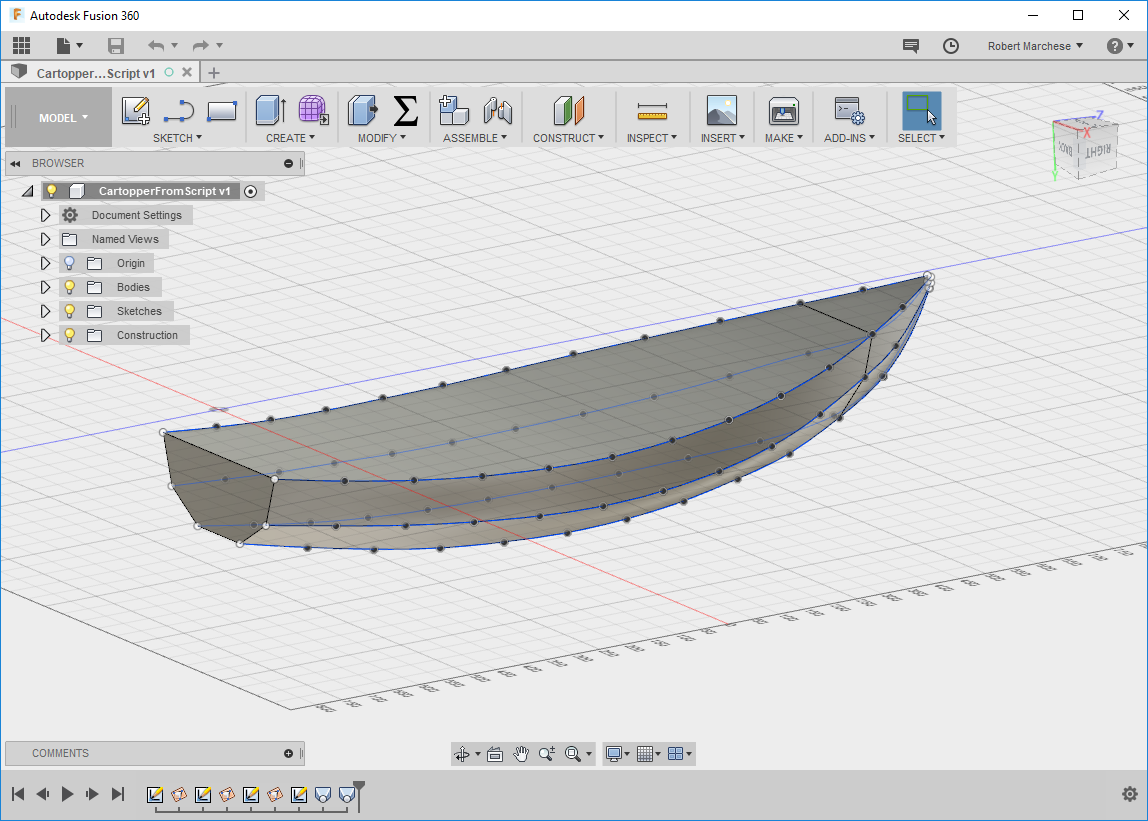 Autodesk Fusion 360
Robert Marchese
Cartopper...Script v1
MODEL
SKETCH
CREATE
MODIFY
ASSEMBLE
CONSTRUCT
INSPECT
INSERT
MAKE
ADD-INS
SELECT
Z
X
BACK
RIGHT
Y
BROWSER
CartopperFromScript v1
Document Settings
Named Views
Origin
Bodies
Sketches
Construction
COMMENTS